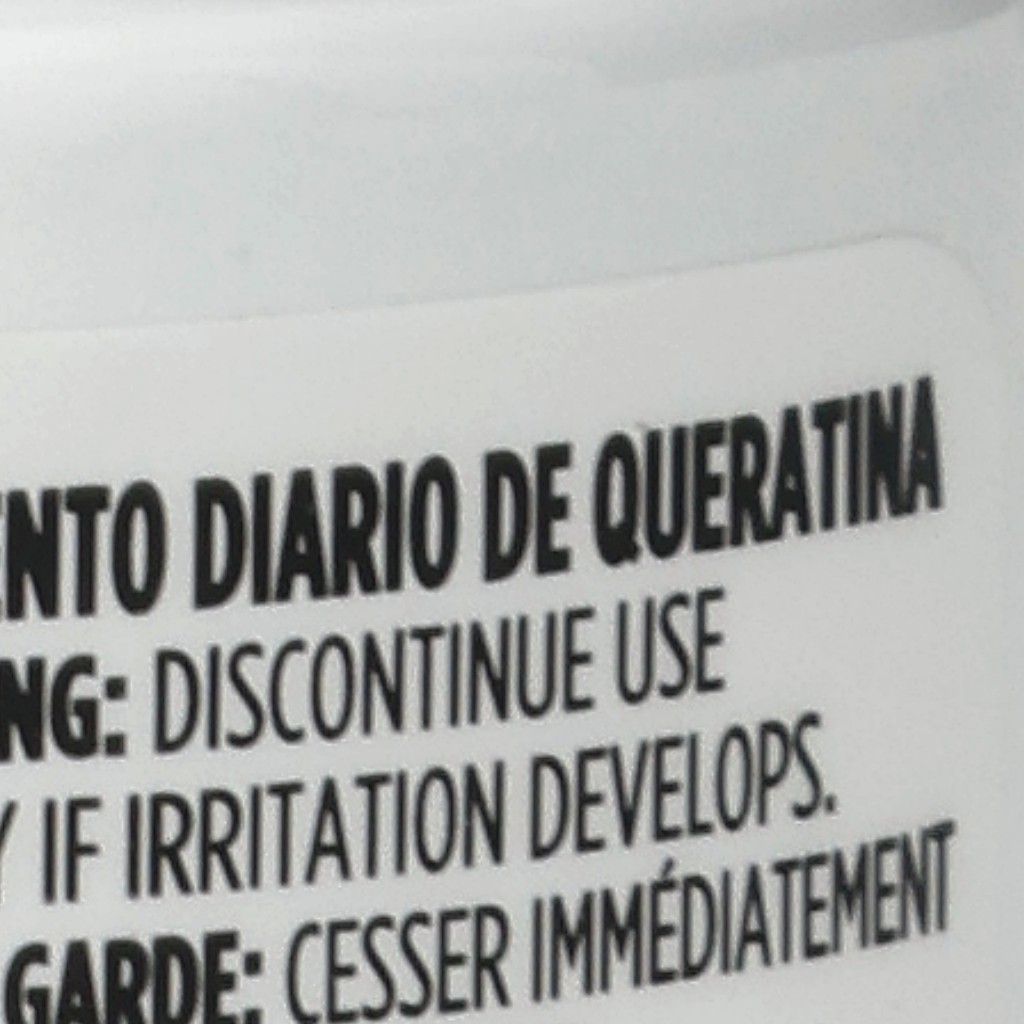 ENTO DIARIO DE QUERATINA
NG: DISCONTINUE USE
Y IF IRRITATION DEVELOPS.
GARDE: CESSER IMMÉDIATEMENT